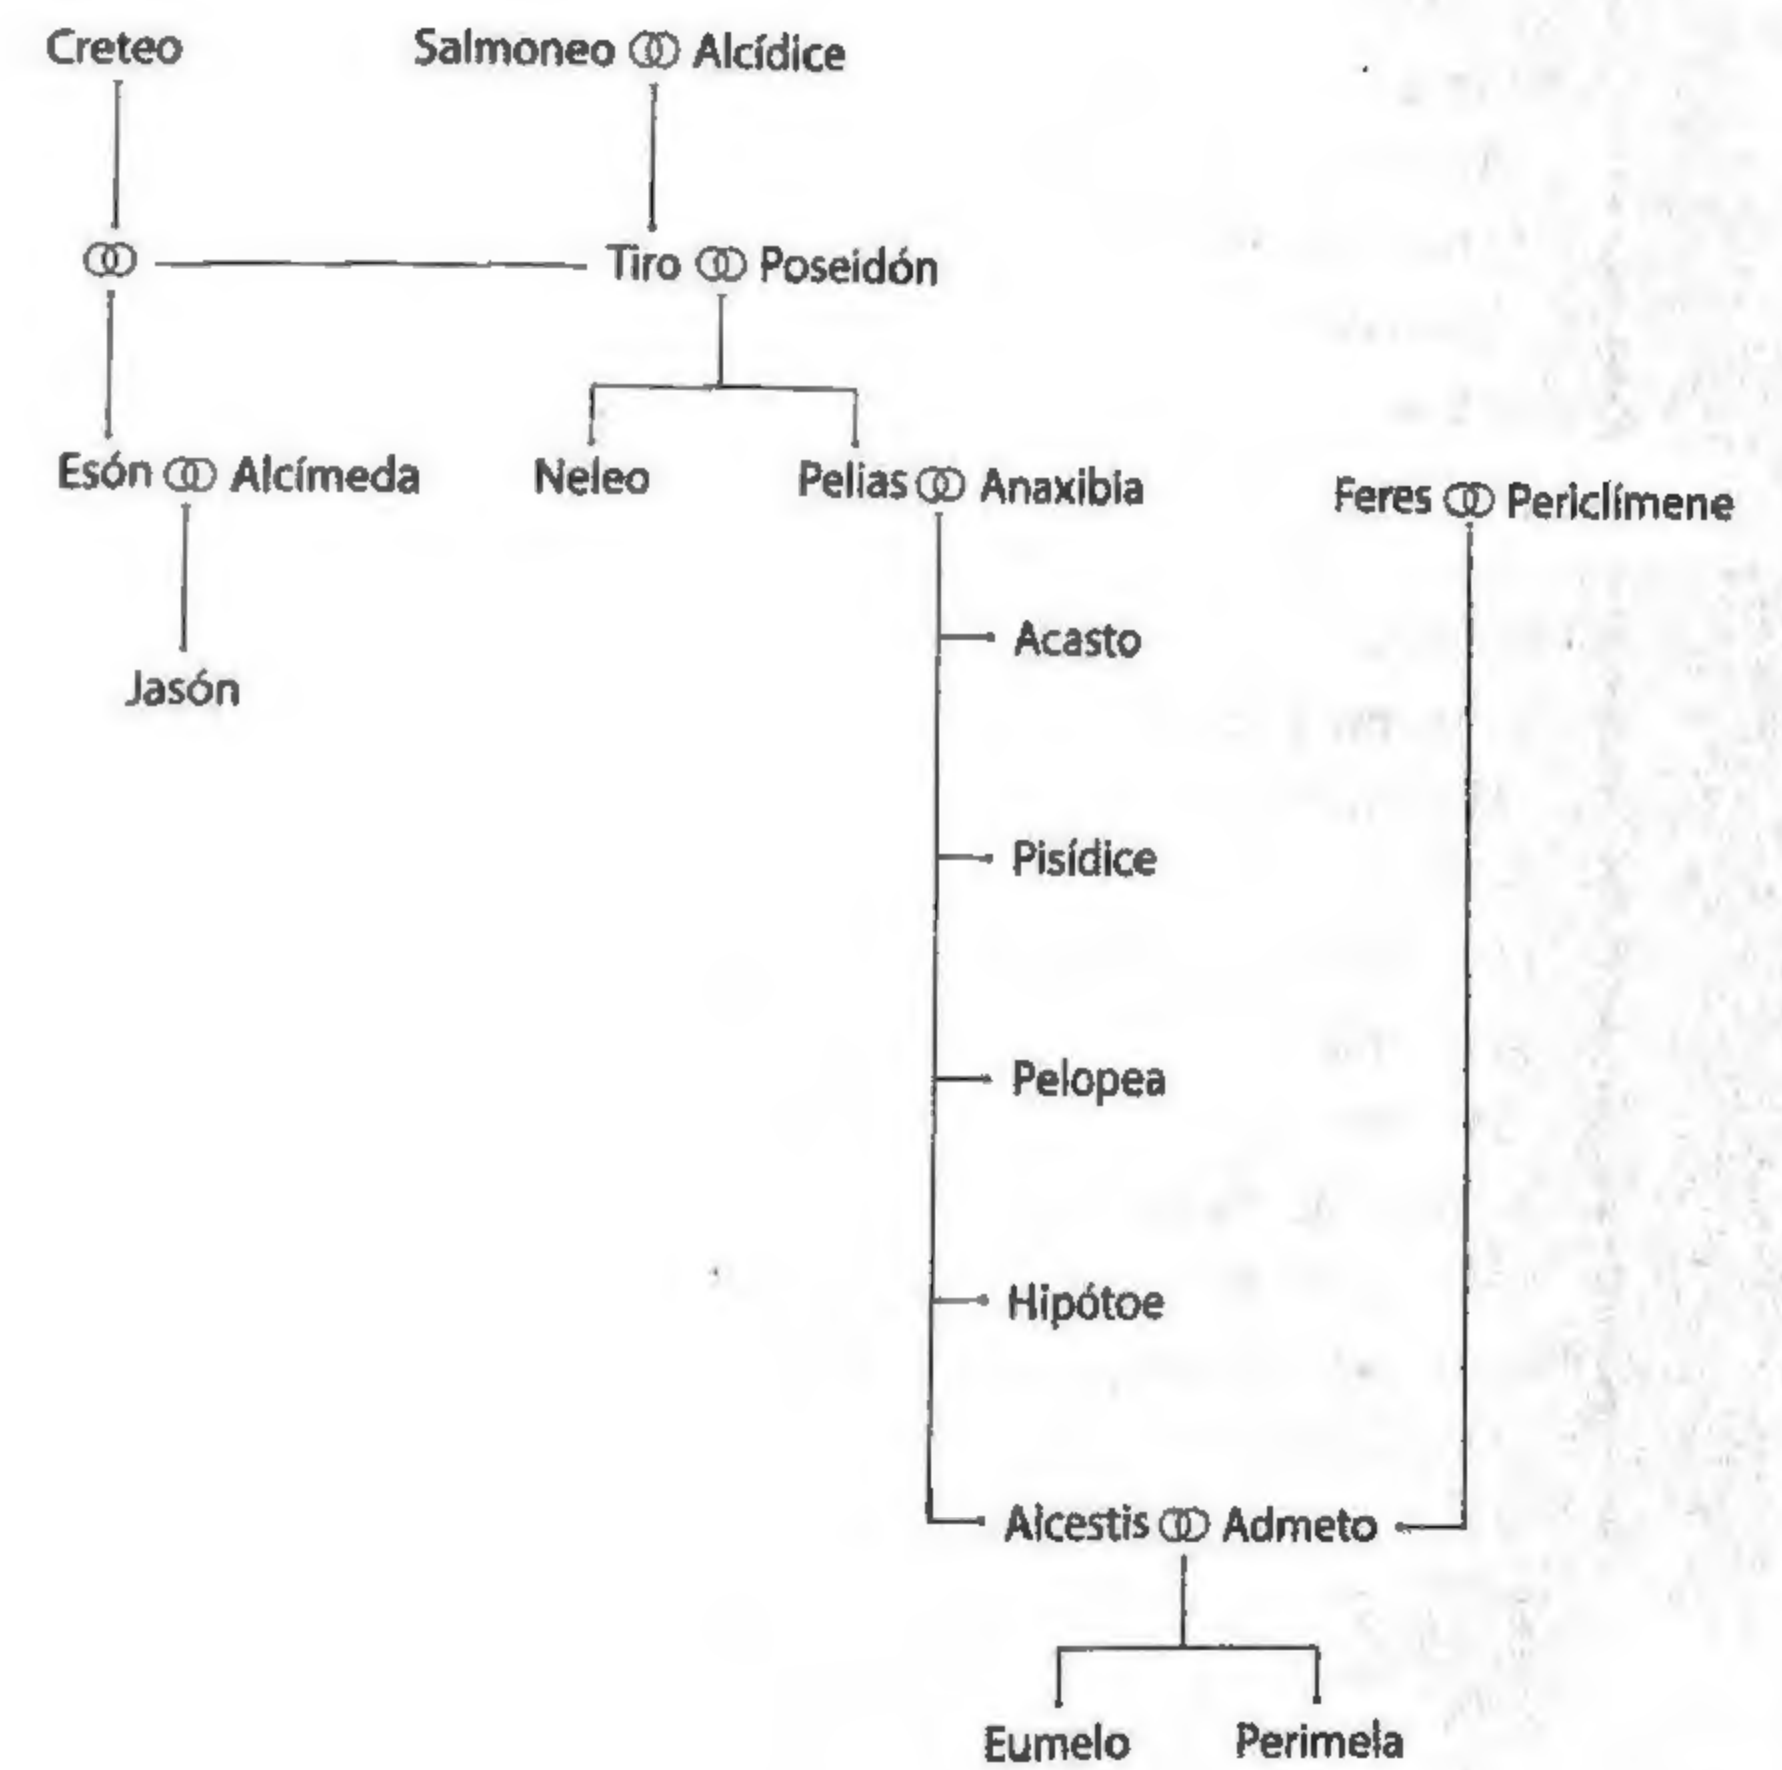 Creteo
Salmoneo Alcídice
Tiro Poseidón
Esón Alcímeda
Neleo
Pelias Anaxibia
Feres Periclímene
Acasto
Jasón
Pisídice
Pelopea
Hipótoe
Alcestis Admeto
Eumelo
Perimela